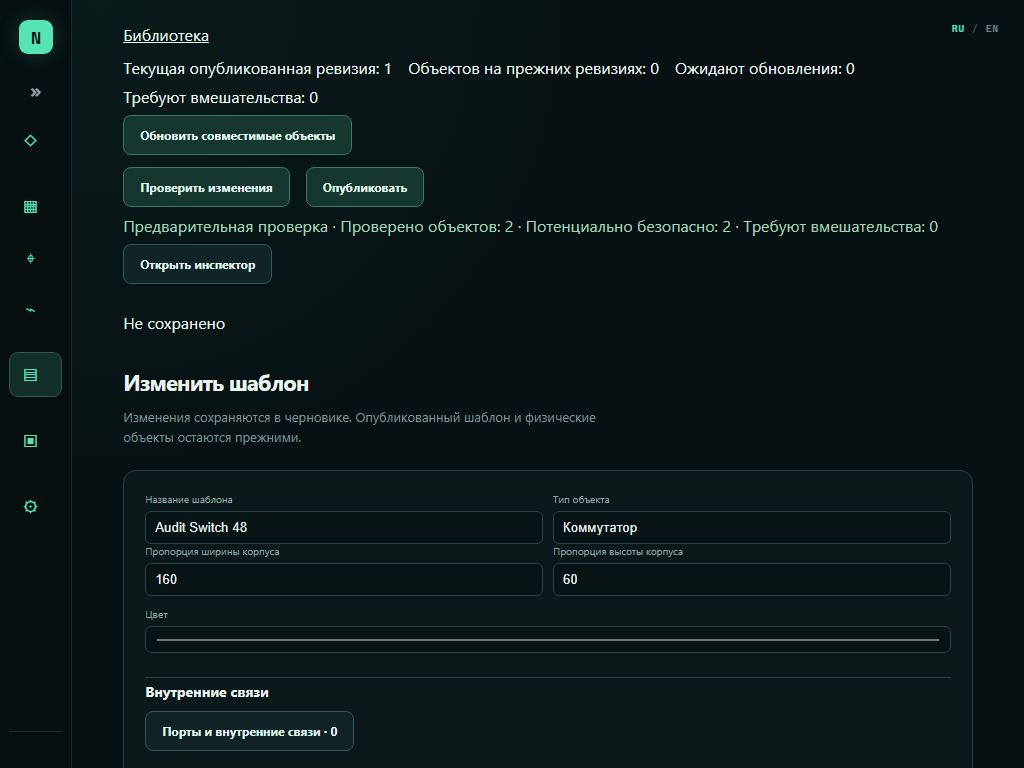 N
RU / EN
»
Библиотека
Текущая опубликованная ревизия: 1 Объектов на прежних ревизиях: 0 Ожидают обновления: 0
Требуют вмешательства: 0
Обновить совместимые объекты
Проверить изменения Опубликовать
Предварительная проверка · Проверено объектов: 2 · Потенциально безопасно: 2 · Требуют вмешательства: 0
Открыть инспектор
Не сохранено
Изменить шаблон
Изменения сохраняются в черновике. Опубликованный шаблон и физические
объекты остаются прежними.
Название шаблона Тип объекта
Audit Switch 48 Коммутатор
Пропорция ширины корпуса Пропорция высоты корпуса
160 60
Цвет
Внутренние связи
Порты и внутренние связи · 0